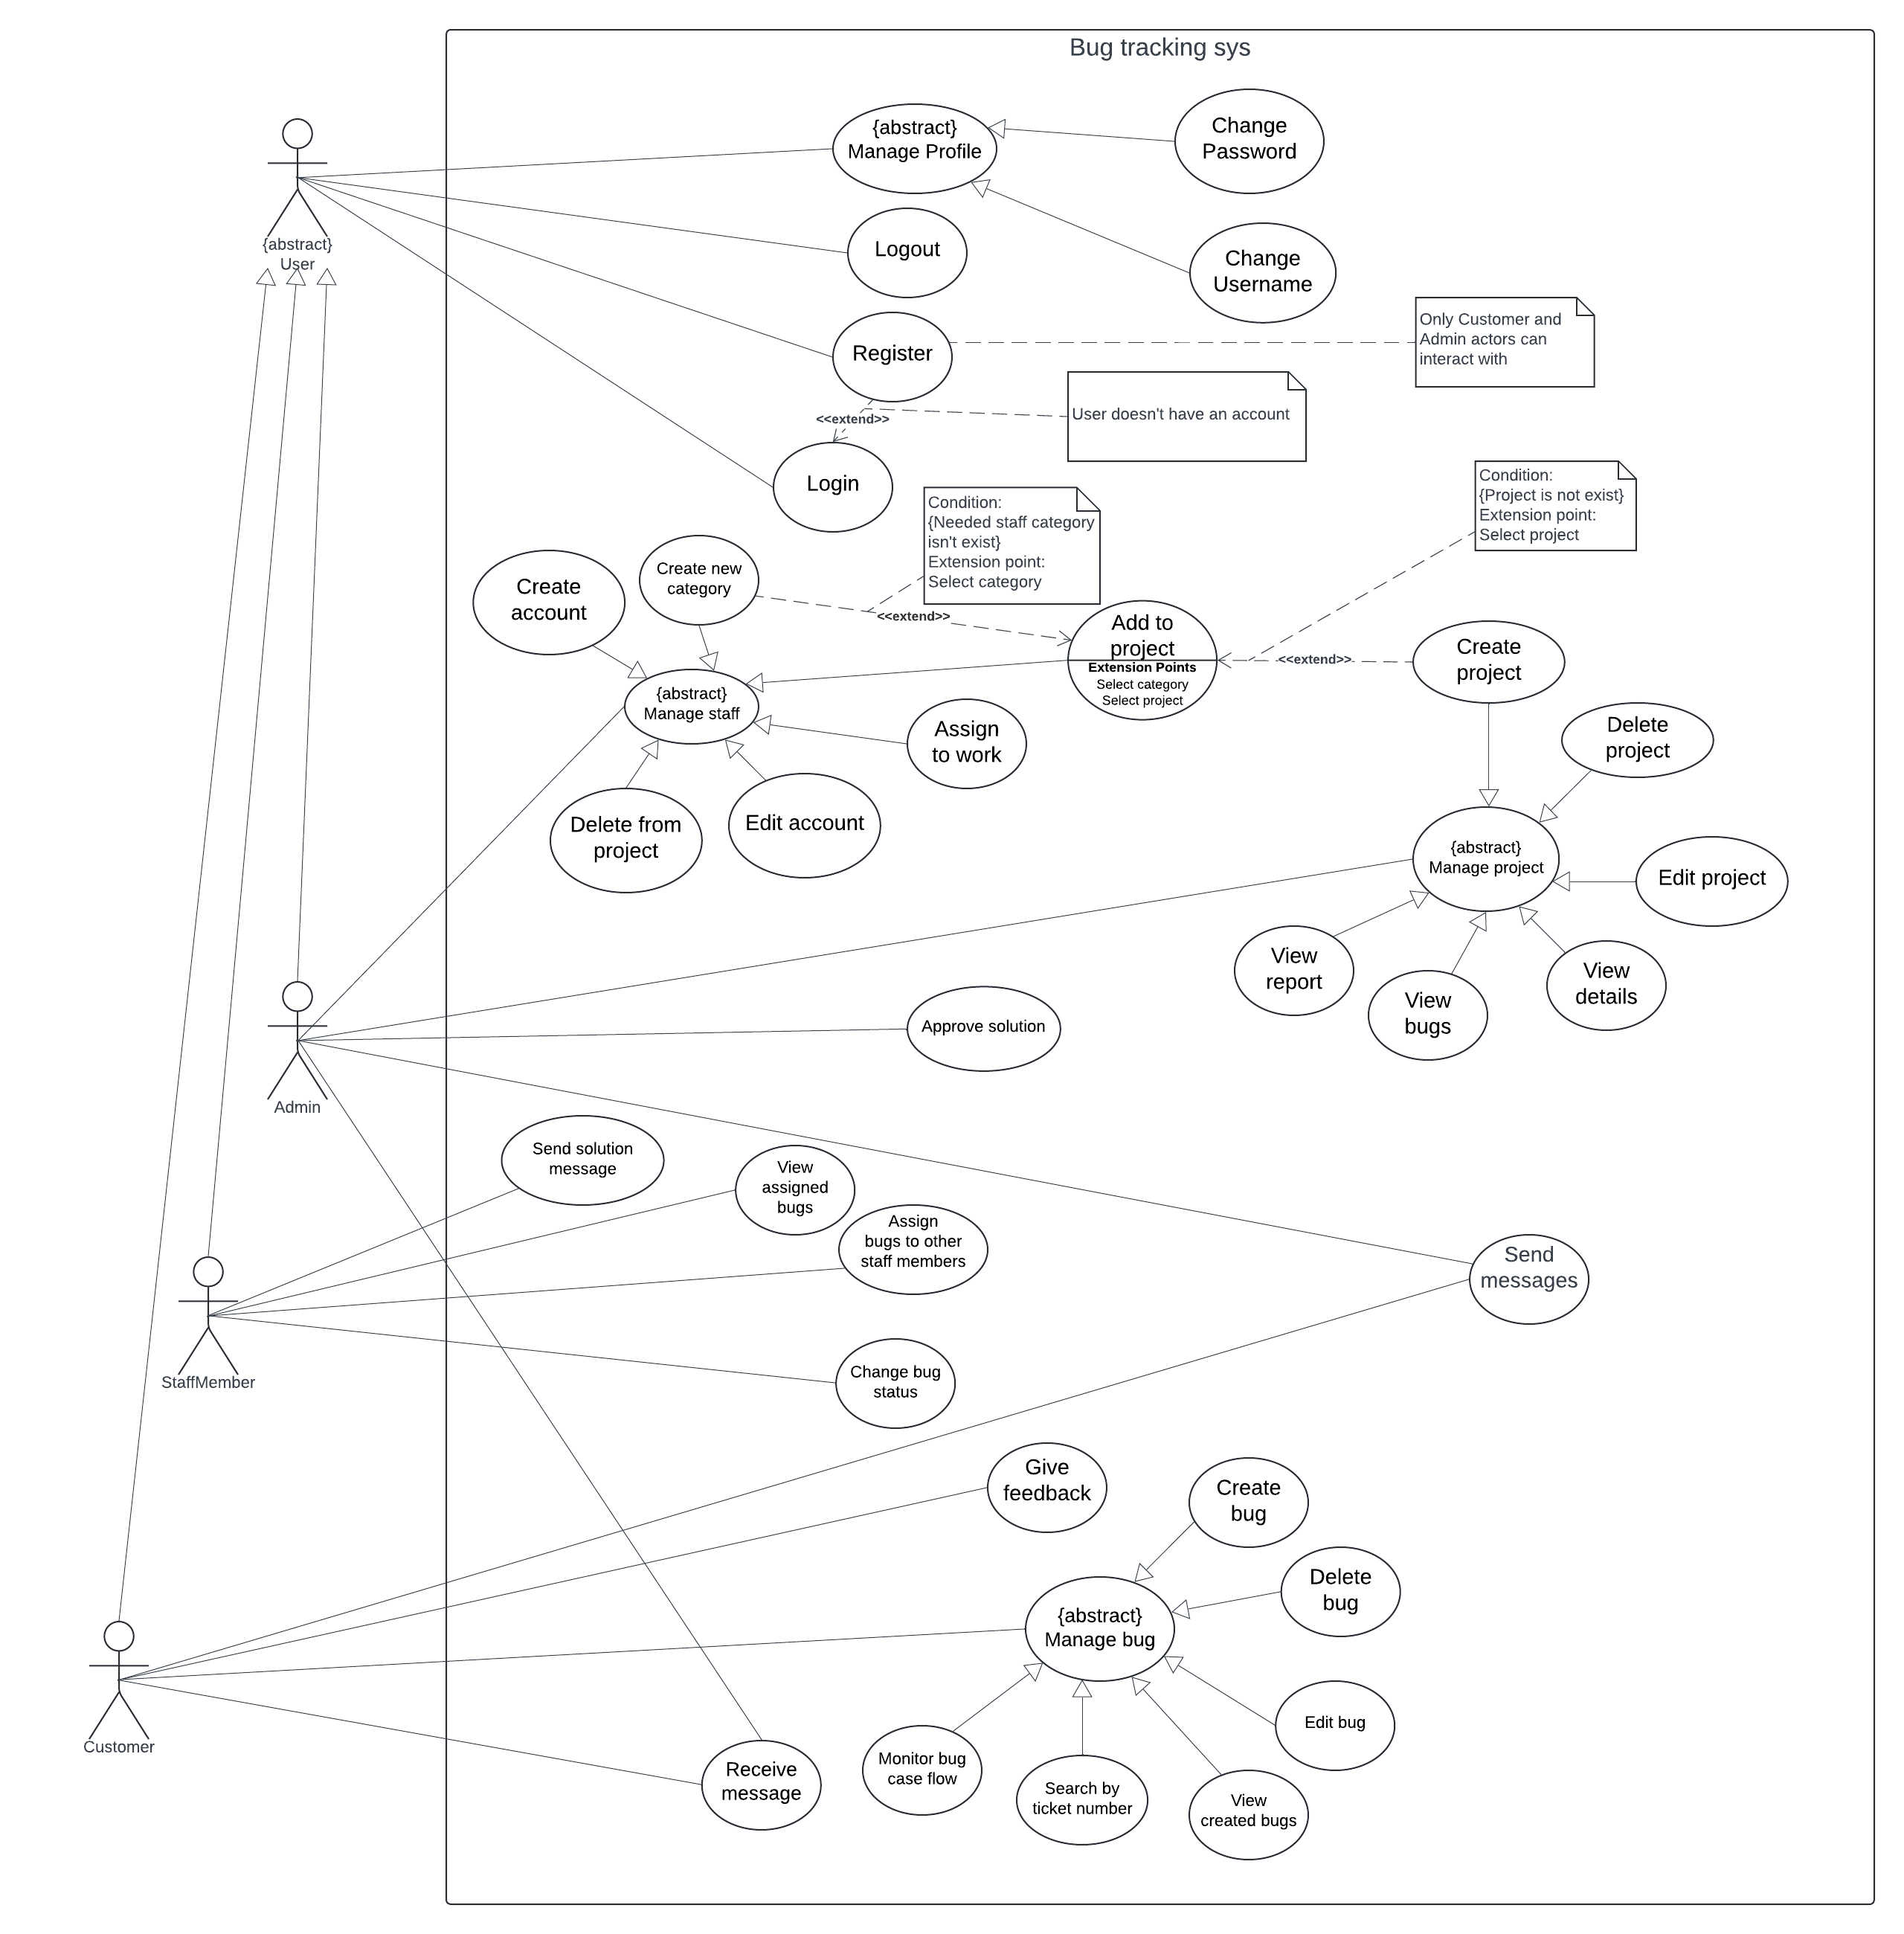 Bug tracking sys
{abstract}
User
{abstract}
Manage Profile
Change
Password
Logout
Change
Username
Register
Only Customer and
Admin actors can
interact with
<<extend>>
User doesn't have an account
Login
Condition:
{Needed staff category
isn't exist}
Extension point:
Select category
Condition:
{Project is not exist}
Extension point:
Select project
Create
account
Create new
category
<<extend>>
Add to
project
Extension Points
Select category
Select project
<<extend>>
Create
project
{abstract}
Manage staff
Assign
to work
Delete
project
Delete from
project
Edit account
{abstract}
Manage project
Edit project
View
report
View
bugs
View
details
Approve solution
Admin
Send solution
message
View
assigned
bugs
Assign
bugs to other
staff members
Send
messages
StaffMember
Change bug
status
Give
feedback
Create
bug
Delete
bug
{abstract}
Manage bug
Edit bug
Customer
Receive
message
Monitor bug
case flow
Search by
ticket number
View
created bugs